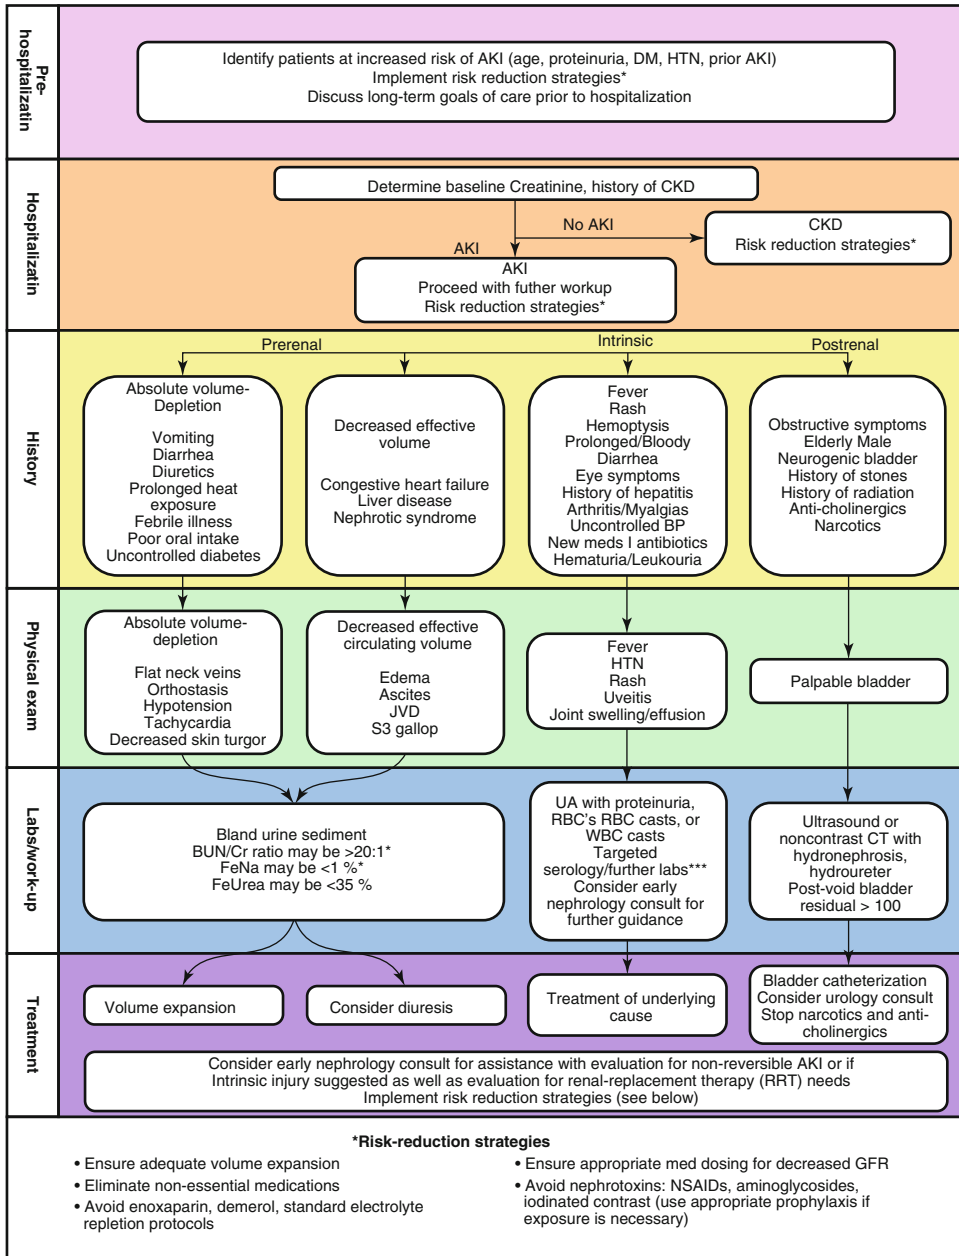 Pre-
hospitalizatin
Identify patients at increased risk of AKI (age, proteinuria, DM, HTN, prior AKI)
Implement risk reduction strategies*
Discuss long-term goals of care prior to hospitalization
Hospitalizatin
Determine baseline Creatinine, history of CKD
No AKI
CKD
Risk reduction strategies*
AKI
AKI
Proceed with futher workup
Risk reduction strategies*
History
Prerenal
Intrinsic
Postrenal
Absolute volume-
Depletion
Vomiting
Diarrhea
Diuretics
Prolonged heat
exposure
Febrile illness
Poor oral intake
Uncontrolled diabetes
Decreased effective
volume
Congestive heart failure
Liver disease
Nephrotic syndrome
Fever
Rash
Hemoptysis
Prolonged/Bloody
Diarrhea
Eye symptoms
History of hepatitis
Arthritis/Myalgias
Uncontrolled BP
New meds I antibiotics
Hematuria/Leukouria
Obstructive symptoms
Elderly Male
Neurogenic bladder
History of stones
History of radiation
Anti-cholinergics
Narcotics
Physical exam
Absolute volume-
depletion
Flat neck veins
Orthostasis
Hypotension
Tachycardia
Decreased skin turgor
Decreased effective
circulating volume
Edema
Ascites
JVD
S3 gallop
Fever
HTN
Rash
Uveitis
Joint swelling/effusion
Palpable bladder
Labs/work-up
Bland urine sediment
BUN/Cr ratio may be >20:1*
FeNa may be <1 %*
FeUrea may be <35 %
UA with proteinuria,
RBC's RBC casts, or
WBC casts
Targeted
serology/further labs***
Consider early
nephrology consult for
further guidance
Ultrasound or
noncontrast CT with
hydronephrosis,
hydroureter
Post-void bladder
residual > 100
Treatment
Volume expansion
Consider diuresis
Treatment of underlying
cause
Bladder catheterization
Consider urology consult
Stop narcotics and anti-
cholinergics
Consider early nephrology consult for assistance with evaluation for non-reversible AKI or if
Intrinsic injury suggested as well as evaluation for renal-replacement therapy (RRT) needs
Implement risk reduction strategies (see below)
*Risk-reduction strategies
• Ensure adequate volume expansion
• Eliminate non-essential medications
• Avoid enoxaparin, demerol, standard electrolyte
repletion protocols
• Ensure appropriate med dosing for decreased GFR
• Avoid nephrotoxins: NSAIDs, aminoglycosides,
iodinated contrast (use appropriate prophylaxis if
exposure is necessary)